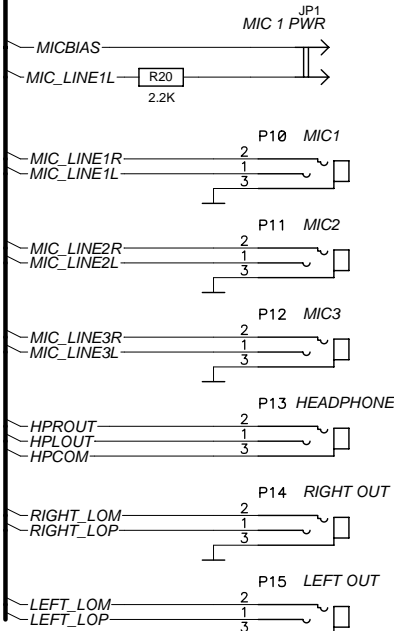 JP1
MIC 1 PWR
MICBIAS
MIC_LINE1L
R20
2.2K
P10 MIC1
MIC_LINE1R 2
MIC_LINE1L 1
3
P11 MIC2
MIC_LINE2R 2
MIC_LINE2L 1
3
P12 MIC3
MIC_LINE3R 2
MIC_LINE3L 1
3
P13 HEADPHONE
HPROUT 2
HPLOUT 1
HPCOM 3
P14 RIGHT OUT
RIGHT_LOM 2
RIGHT_LOP 1
3
P15 LEFT OUT
LEFT_LOM 2
LEFT_LOP 1
3